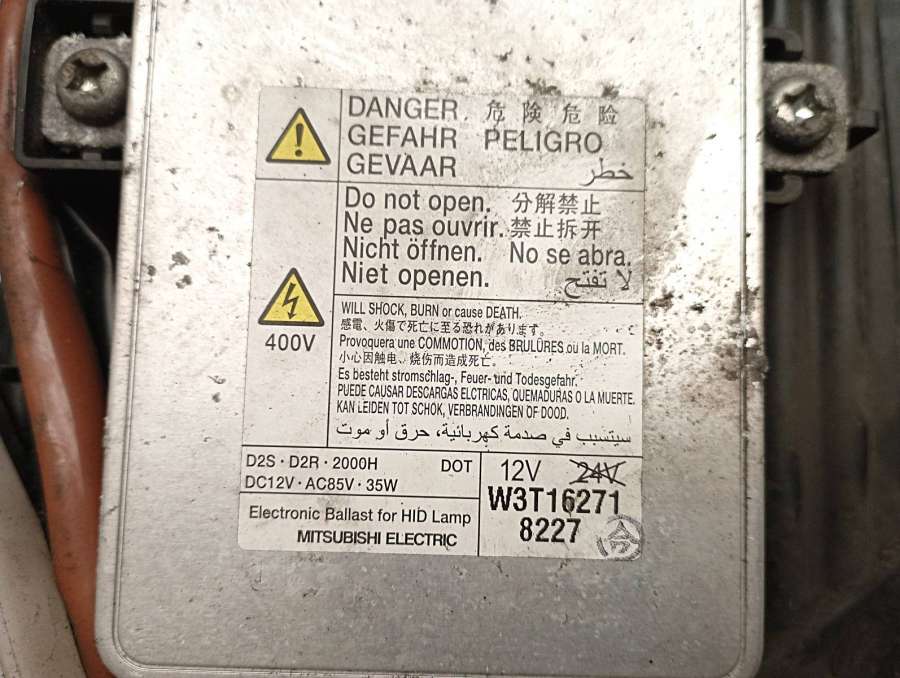 DANGER 危険 危险
GEFAHR PELIGRO
GEVAAR خطر
Do not open. 分解禁止
Ne pas ouvrir. 禁止拆开
Nicht öffnen. No se abra.
Niet openen. لا تفتح
400V
WILL SHOCK, BURN or cause DEATH.
感電、火傷で死亡に至る恐れがあります。
Provoquera une COMMOTION, des BRULÛRES ou la MORT.
小心因触电、烧伤而造成死亡。
Es besteht stromschlag-, Feuer- und Todesgefahr.
PUEDE CAUSAR DESCARGAS ELCTRICAS, QUEMADURAS O LA MUERTE.
KAN LEIDEN TOT SCHOK, VERBRANDINGEN OF DOOD.
سيتسبب في صدمة كهربائية، حرق أو موت
D2S · D2R · 2000H DOT
DC12V · AC85V · 35W
Electronic Ballast for HID Lamp
MITSUBISHI ELECTRIC
12V 24V
W3T16271
8227